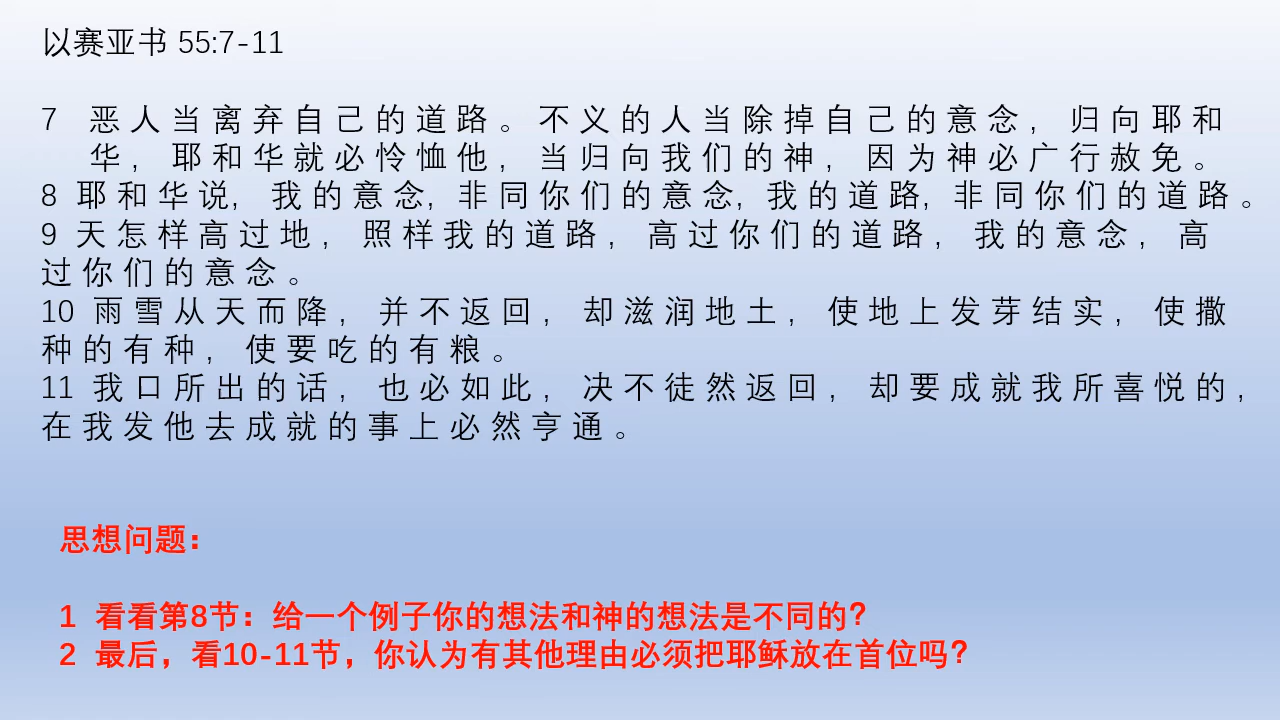 以赛亚书 55:7-11
7 恶人当离弃自己的道路。不义的人当除掉自己的意念, 归向耶和
华, 耶和华就必怜恤他, 当归向我们的神, 因为神必广行赦免。
8 耶和华说, 我的意念, 非同你们的意念, 我的道路, 非同你们的道路。
9 天怎样高过地, 照样我的道路, 高过你们的道路, 我的意念, 高
过你们的意念。
10 雨雪从天而降, 并不返回, 却滋润地土, 使地上发芽结实, 使撒
种的有种, 使要吃的有粮。
11 我口所出的话, 也必如此, 决不徒然返回, 却要成就我所喜悦的,
在我发他去成就的事上必然亨通。
思想问题：
1 看看第8节：给一个例子你的想法和神的想法是不同的？
2 最后，看10-11节，你认为有其他理由必须把耶稣放在首位吗？